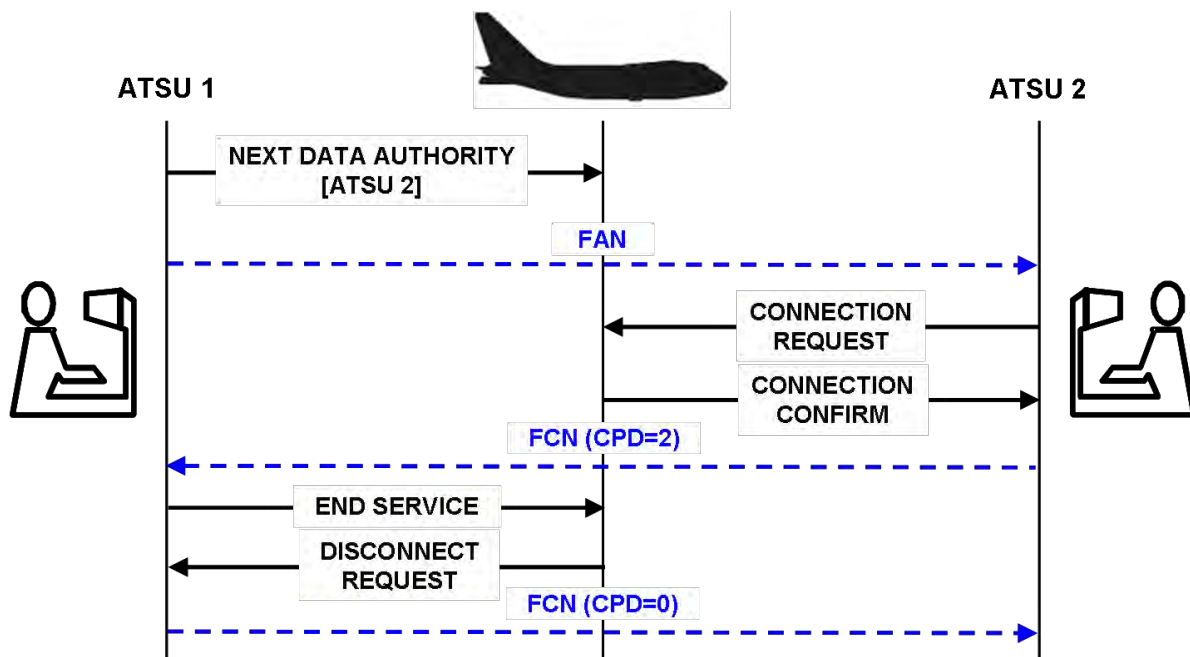 ATSU 1
ATSU 2
NEXT DATA AUTHORITY
[ATSU 2]
FAN
CONNECTION
REQUEST
CONNECTION
CONFIRM
FCN (CPD=2)
END SERVICE
DISCONNECT
REQUEST
FCN (CPD=0)